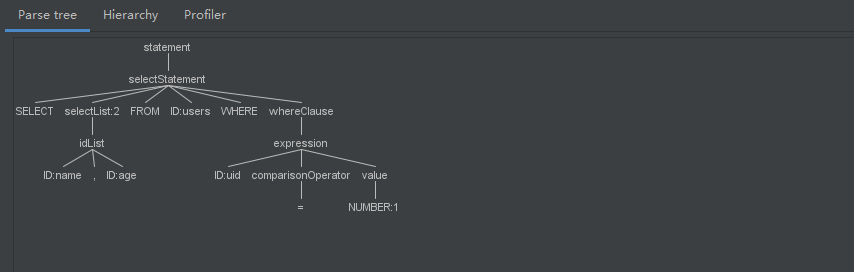 Parse tree Hierarchy Profiler
statement
selectStatement
SELECT selectList:2 FROM ID:users WHERE whereClause
idList expression
ID:name , ID:age ID:uid comparisonOperator value
= NUMBER:1